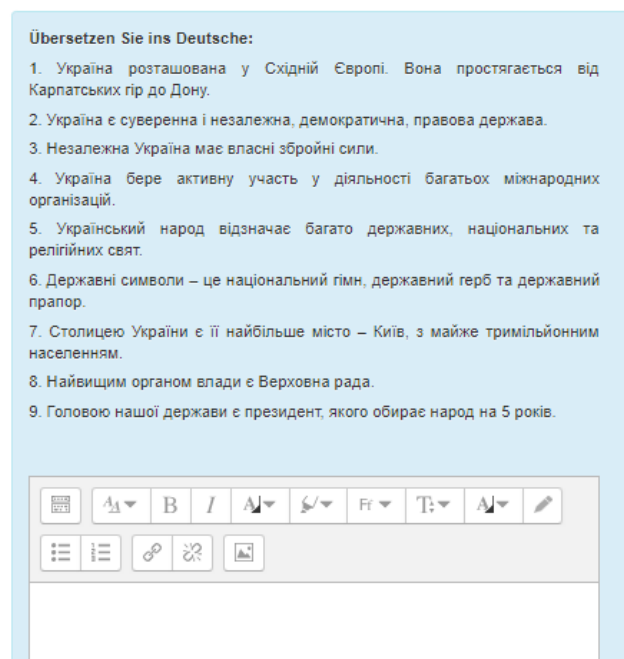 Übersetzen Sie ins Deutsche:
1. Україна розташована у Східній Європі. Вона простягається від
Карпатських гір до Дону.
2. Україна є суверенна і незалежна, демократична, правова держава.
3. Незалежна Україна має власні збройні сили.
4. Україна бере активну участь у діяльності багатьох міжнародних
організацій.
5. Український народ відзначає багато державних, національних та
релігійних свят.
6. Державні символи – це національний гімн, державний герб та державний
прапор.
7. Столицею України є її найбільше місто – Київ, з майже тримільйонним
населенням.
8. Найвищим органом влади є Верховна рада.
9. Головою нашої держави є президент, якого обирає народ на 5 років.